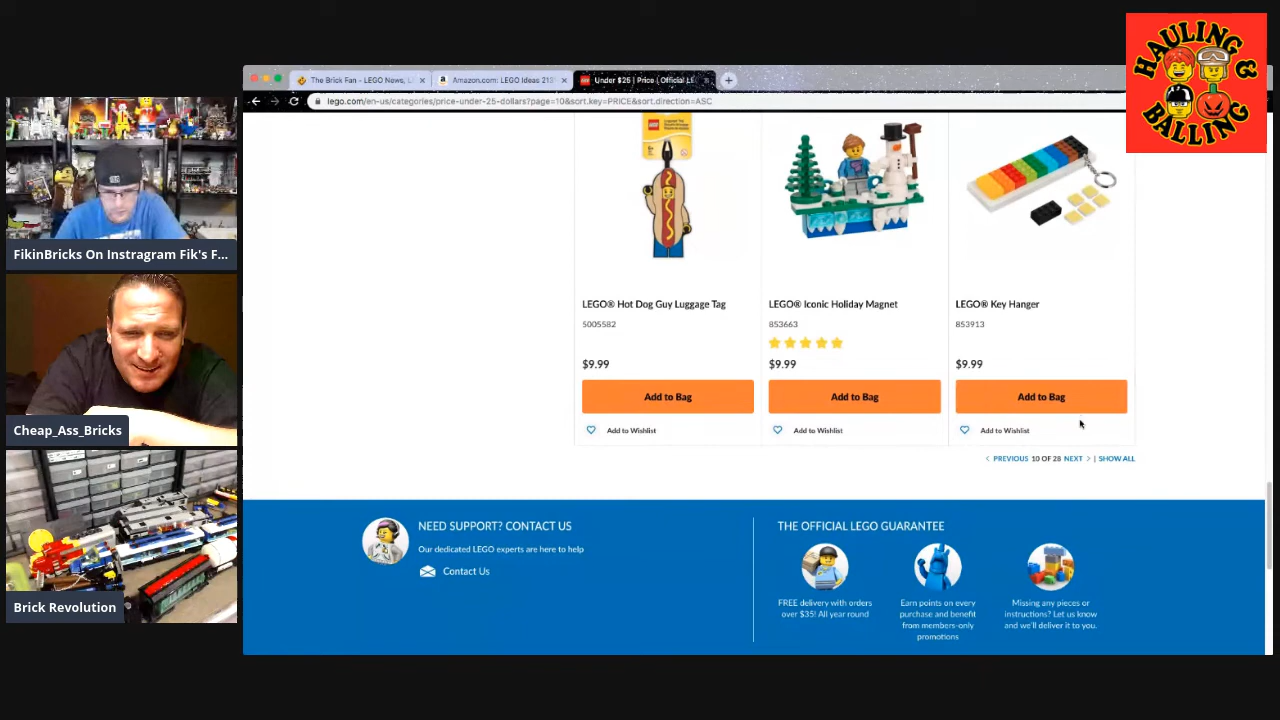 HAULING
BALLING
The Brick Fan - LEGO News, L
Amazon.com: LEGO Ideas 213
Under $25 | Price | Official LE
lego.com/en-us/categories/price-under-25-dollars?page=10&sort.key=PRICE&sort.direction=ASC
FikinBricks On Instragram Fik's F...
Cheap_Ass_Bricks
Brick Revolution
LEGO® Hot Dog Guy Luggage Tag
5005582
$9.99
Add to Bag
Add to Wishlist
LEGO® Iconic Holiday Magnet
853663
$9.99
Add to Bag
Add to Wishlist
LEGO® Key Hanger
853913
$9.99
Add to Bag
Add to Wishlist
< PREVIOUS 10 OF 28 NEXT > | SHOW ALL
NEED SUPPORT? CONTACT US
Our dedicated LEGO experts are here to help
Contact Us
THE OFFICIAL LEGO GUARANTEE
FREE delivery with orders
over $35! All year round
Earn points on every
purchase and benefit
from members-only
promotions
Missing any pieces or
instructions? Let us know
and we'll deliver it to you.